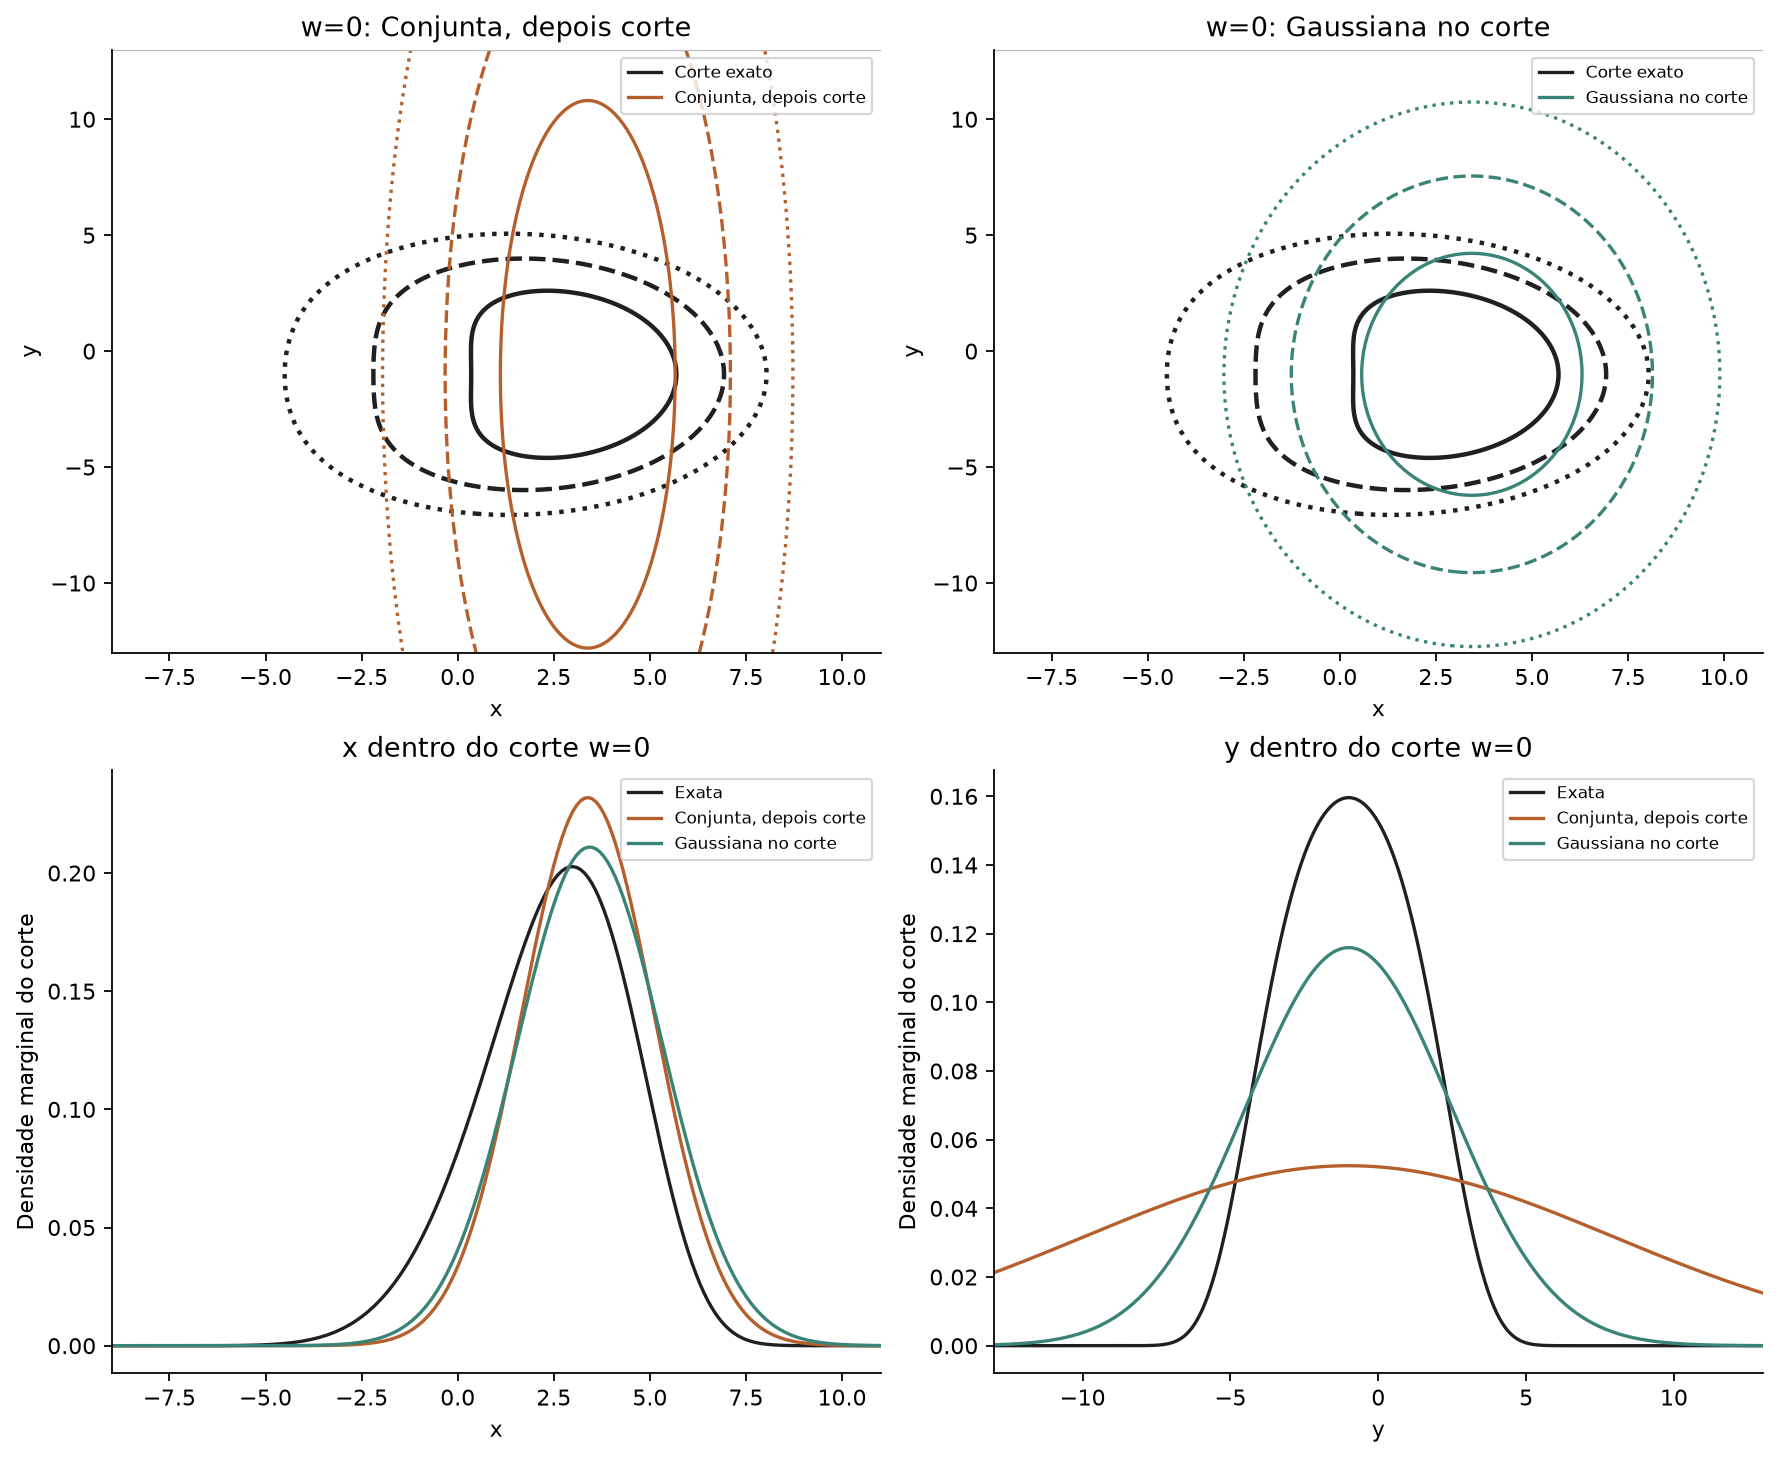 w=0: Conjunta, depois corte
Corte exato
Conjunta, depois corte
10
5
0
−5
−10
y
−7.5 −5.0 −2.5 0.0 2.5 5.0 7.5 10.0
x
w=0: Gaussiana no corte
Corte exato
Gaussiana no corte
10
5
0
−5
−10
y
−7.5 −5.0 −2.5 0.0 2.5 5.0 7.5 10.0
x
x dentro do corte w=0
Exata
Conjunta, depois corte
Gaussiana no corte
0.20
0.15
0.10
0.05
0.00
Densidade marginal do corte
−7.5 −5.0 −2.5 0.0 2.5 5.0 7.5 10.0
x
y dentro do corte w=0
Exata
Conjunta, depois corte
Gaussiana no corte
0.16
0.14
0.12
0.10
0.08
0.06
0.04
0.02
0.00
Densidade marginal do corte
−10 −5 0 5 10
y